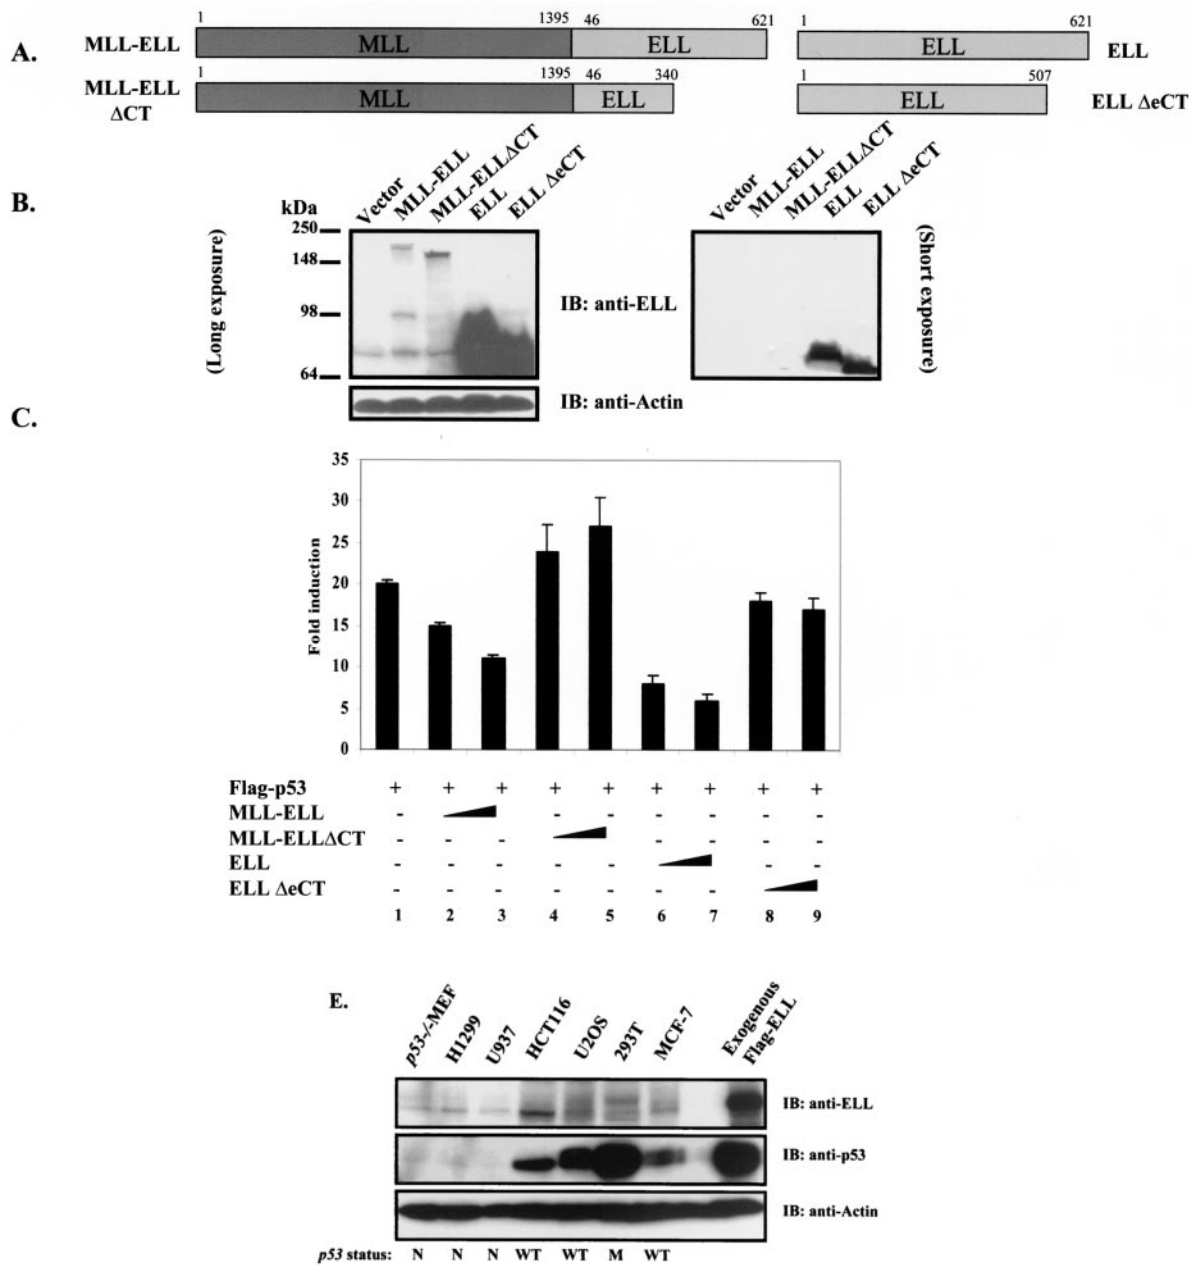 A.
1 1395 46 621 1 621
MLL-ELL MLL ELL ELL ELL
1 1395 46 340 1 507
MLL-ELL ΔCT MLL ELL ELL ELL ΔeCT
B.
Vector MLL-ELL MLL-ELLΔCT ELL ELL ΔeCT
Vector MLL-ELL MLL-ELLΔCT ELL ELL ΔeCT
kDa
250
148
98
64
(Long exposure)
IB: anti-ELL
(Short exposure)
IB: anti-Actin
C.
35
30
25
20
15
10
5
0
Fold induction
Flag-p53 + + + + + + + + +
MLL-ELL - - - - - - -
MLL-ELLΔCT - - - - - - -
ELL - - - - - - -
ELL ΔeCT - - - - - - -
1 2 3 4 5 6 7 8 9
E.
p53-/-MEF H1299 U937 HCT116 U2OS 293T MCF-7 Exogenous Flag-ELL
IB: anti-ELL
IB: anti-p53
IB: anti-Actin
p53 status: N N N WT WT M WT